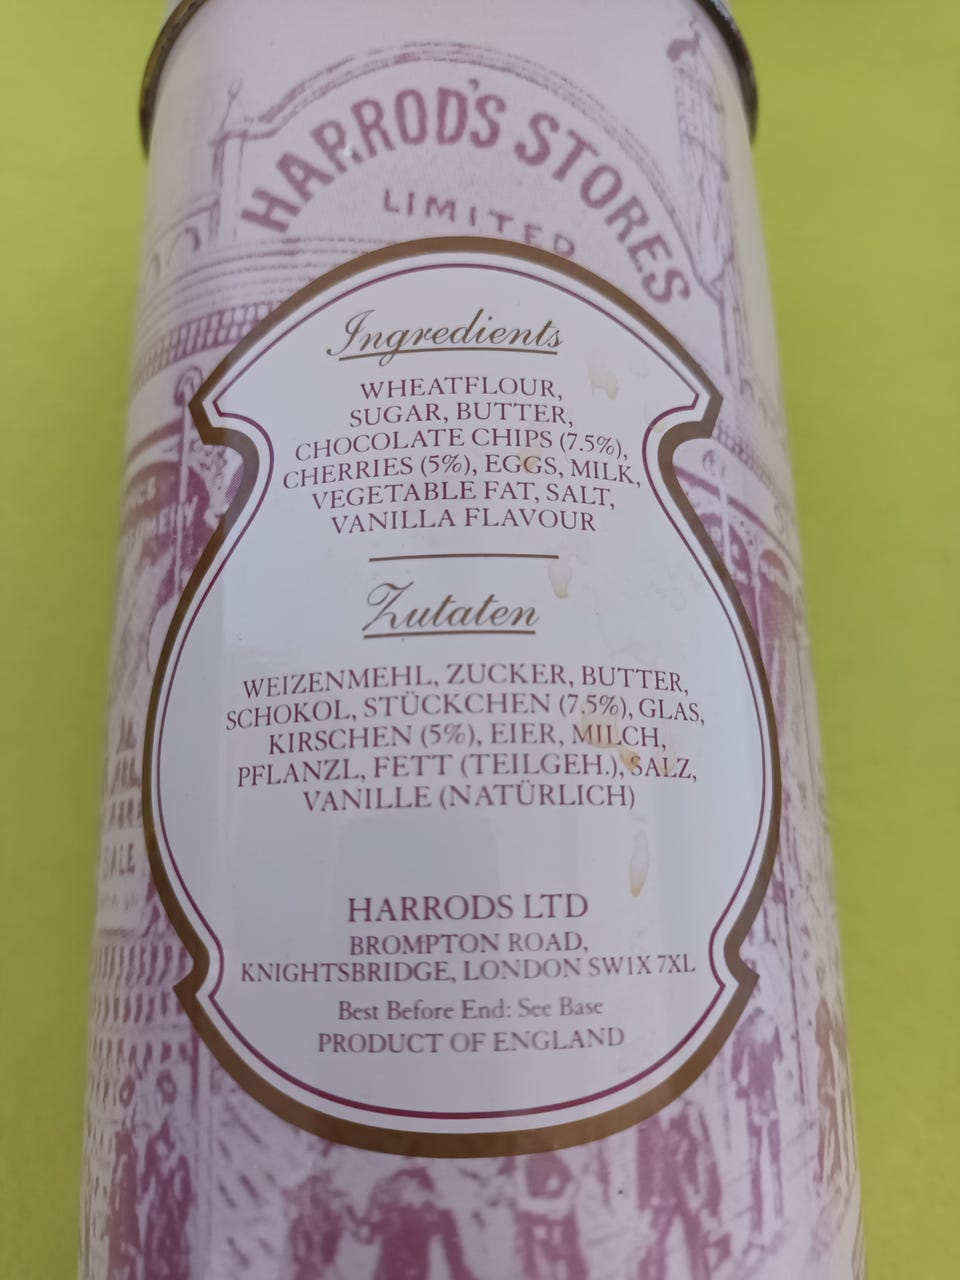 HARROD'S STORES
LIMITED
Ingredients
WHEATFLOUR,
SUGAR, BUTTER,
CHOCOLATE CHIPS (7.5%),
CHERRIES (5%), EGGS, MILK,
VEGETABLE FAT, SALT,
VANILLA FLAVOUR
Zutaten
WEIZENMEHL, ZUCKER, BUTTER,
SCHOKOL, STÜCKCHEN (7.5%), GLAS,
KIRSCHEN (5%), EIER, MILCH,
PFLANZL, FETT (TEILGEH.), SALZ,
VANILLE (NATÜRLICH)
HARRODS LTD
BROMPTON ROAD,
KNIGHTSBRIDGE, LONDON SW1X 7XL
Best Before End: See Base
PRODUCT OF ENGLAND